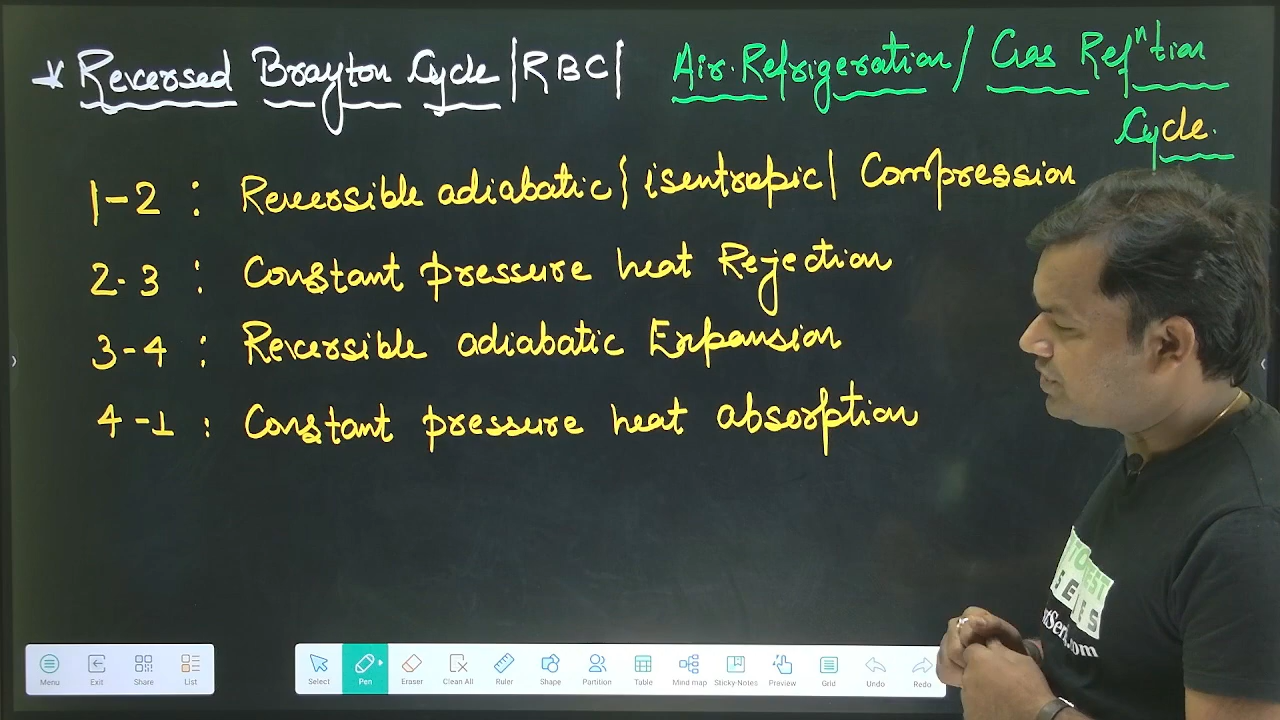 * Reversed Brayton Cycle |RBC| Air Refrigeration / Gas Refⁿtion
Cycle.
1-2 : Reversible adiabatic { isentropic | Compression
2-3 : Constant pressure heat Rejection
3-4 : Reversible adiabatic Expansion
4-1 : Constant pressure heat absorption
Menu Exit Share List Select Pen Eraser Clean All Ruler Shape Partition Table Mind map Sticky-Notes Preview Grid Undo Redo